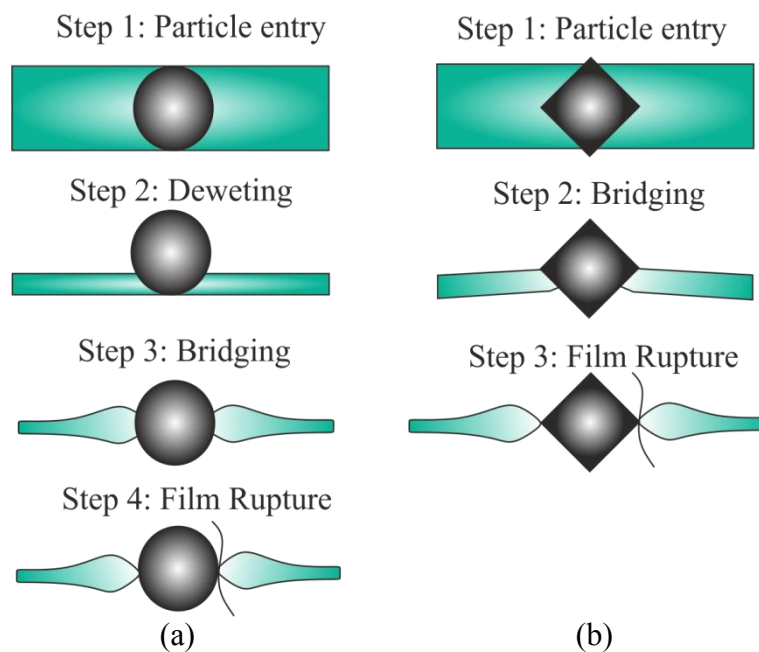 Step 1: Particle entry
Step 2: Deweting
Step 3: Bridging
Step 4: Film Rupture
(a)
Step 1: Particle entry
Step 2: Bridging
Step 3: Film Rupture
(b)